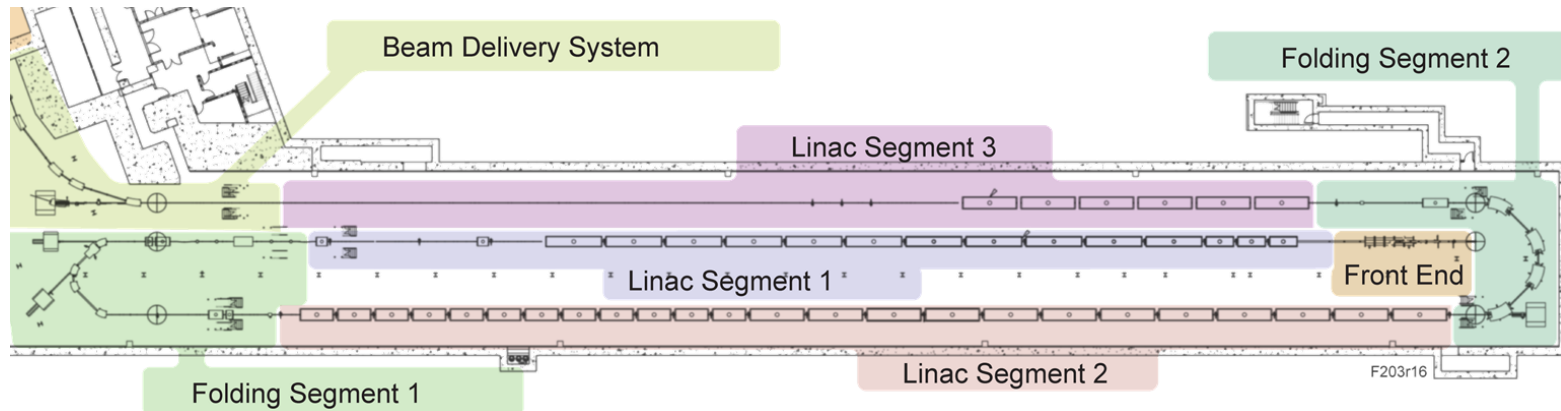 Beam Delivery System
Folding Segment 2
Linac Segment 3
Linac Segment 1
Front End
Linac Segment 2
F203r16
Folding Segment 1